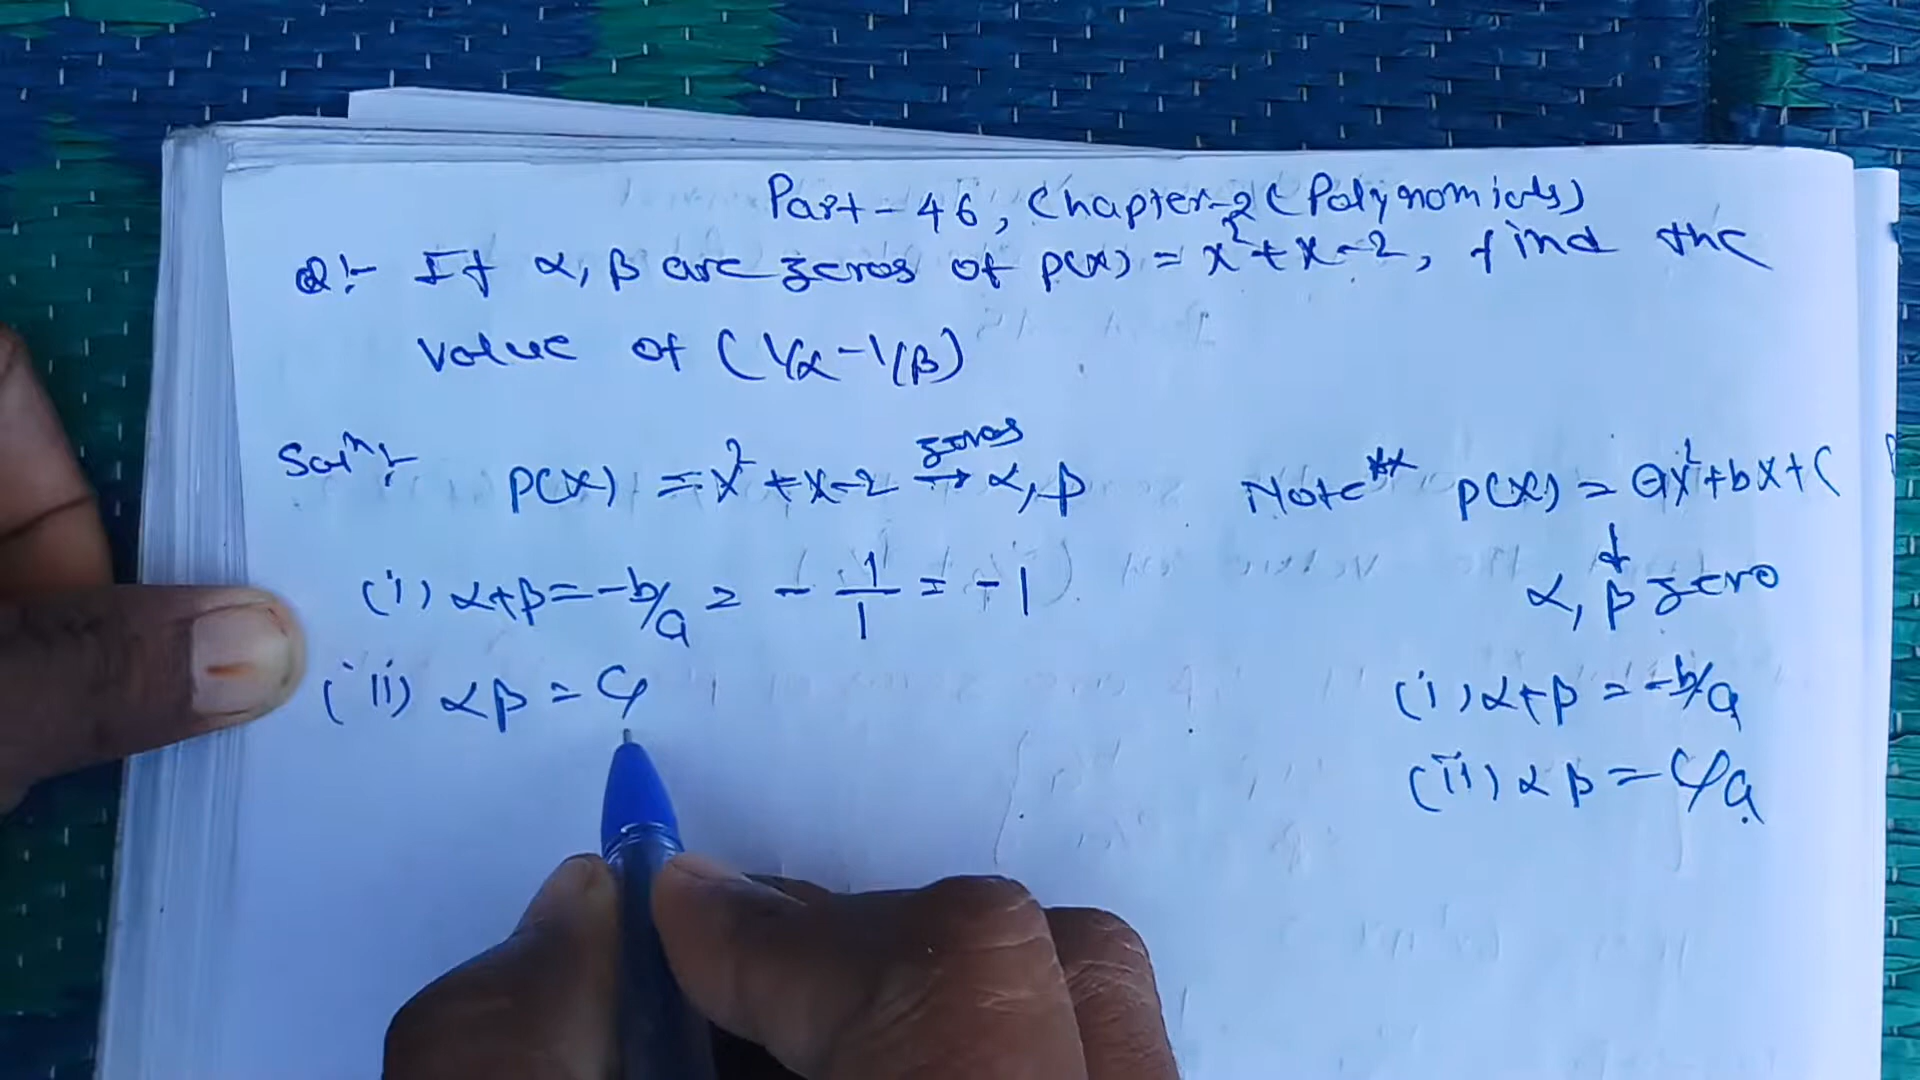 Part-46, Chapter-2 (Polynomials)
Q:- If α, β are zeros of p(x) = x²+x-2, find the
value of (1/α-1/β)
Solⁿ:- p(x) = x²+x-2 zeros→ α, β
(i) α+β = -b/a = - 1/1 = -1
(ii) αβ = c/
Note** p(x) = ax²+bx+c
↓
α, β zero
(i) α+β = -b/a
(ii) αβ = c/a